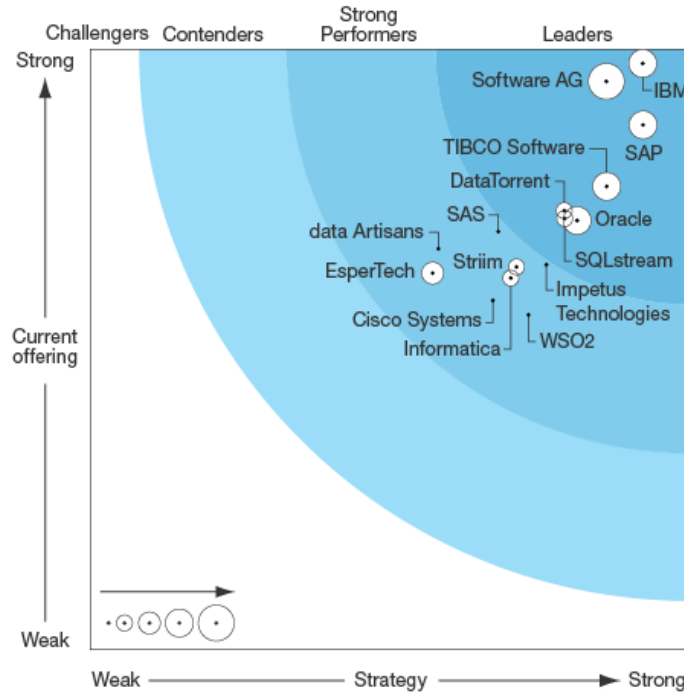 Strong
Challengers Contenders Performers Leaders
Strong
Software AG
IBM
SAP
TIBCO Software
DataTorrent
SAS
Oracle
data Artisans
SQLstream
EsperTech
Striim
Impetus
Technologies
Cisco Systems
Informatica
WSO2
Current
offering
Weak
Weak
Strategy
Strong